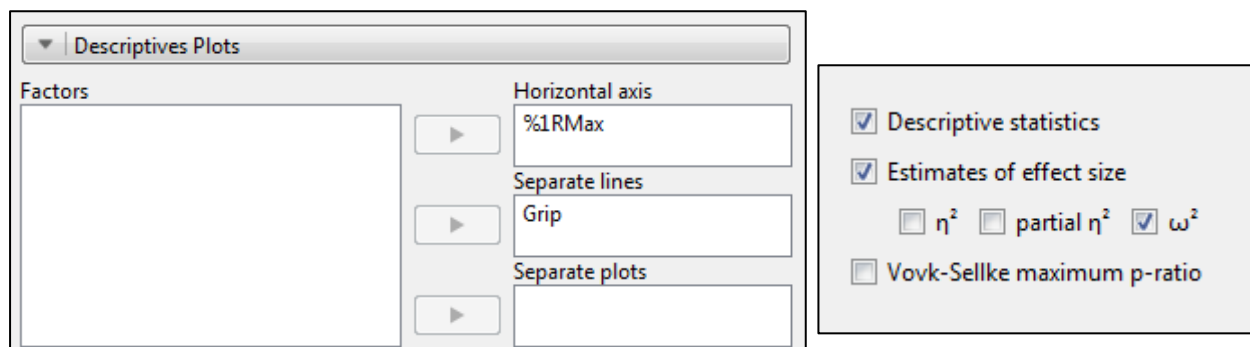 Descriptives Plots
Factors
Horizontal axis
%1RMax
Separate lines
Grip
Separate plots
Descriptive statistics
Estimates of effect size
η² partial η² ω²
Vovk-Sellke maximum p-ratio